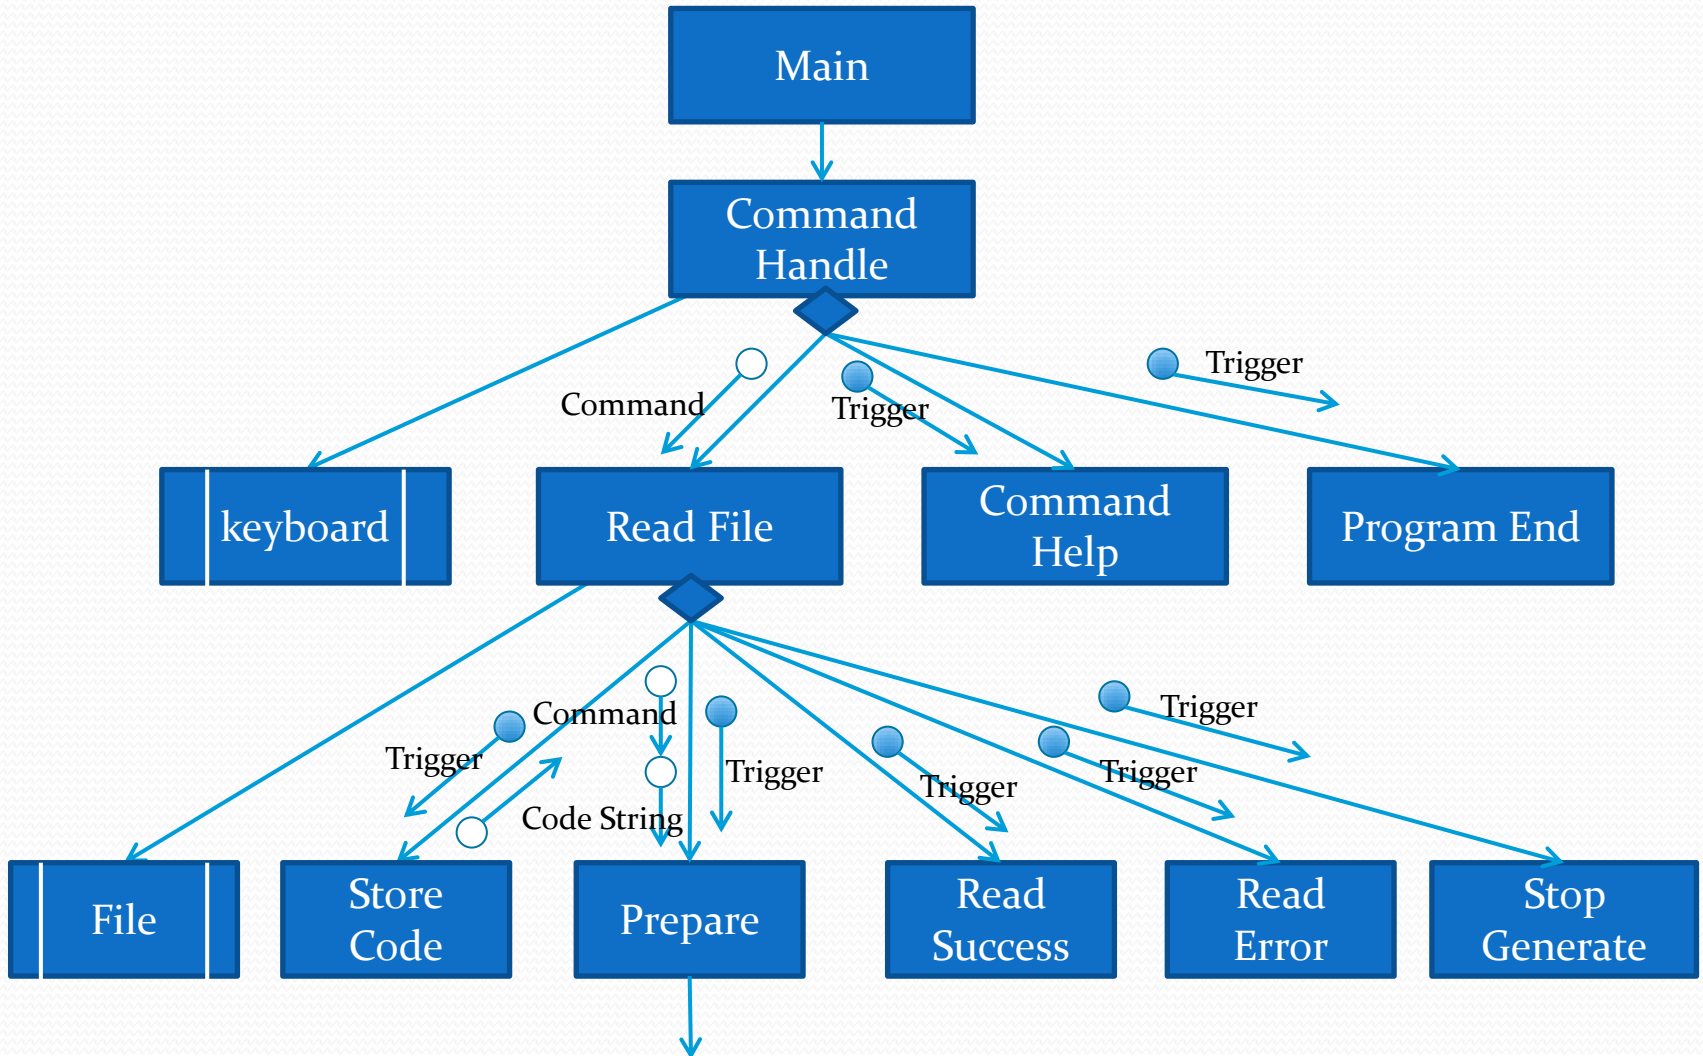 Main
Command
Handle
Trigger
Command
Trigger
keyboard
Read File
Command
Help
Program End
Command
Trigger
Trigger
Trigger
Trigger
Trigger
Code String
File
Store
Code
Prepare
Read
Success
Read
Error
Stop
Generate